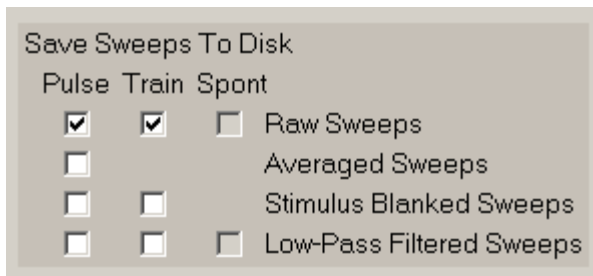 Save Sweeps To Disk
Pulse Train Spont
Raw Sweeps
Averaged Sweeps
Stimulus Blanked Sweeps
Low-Pass Filtered Sweeps